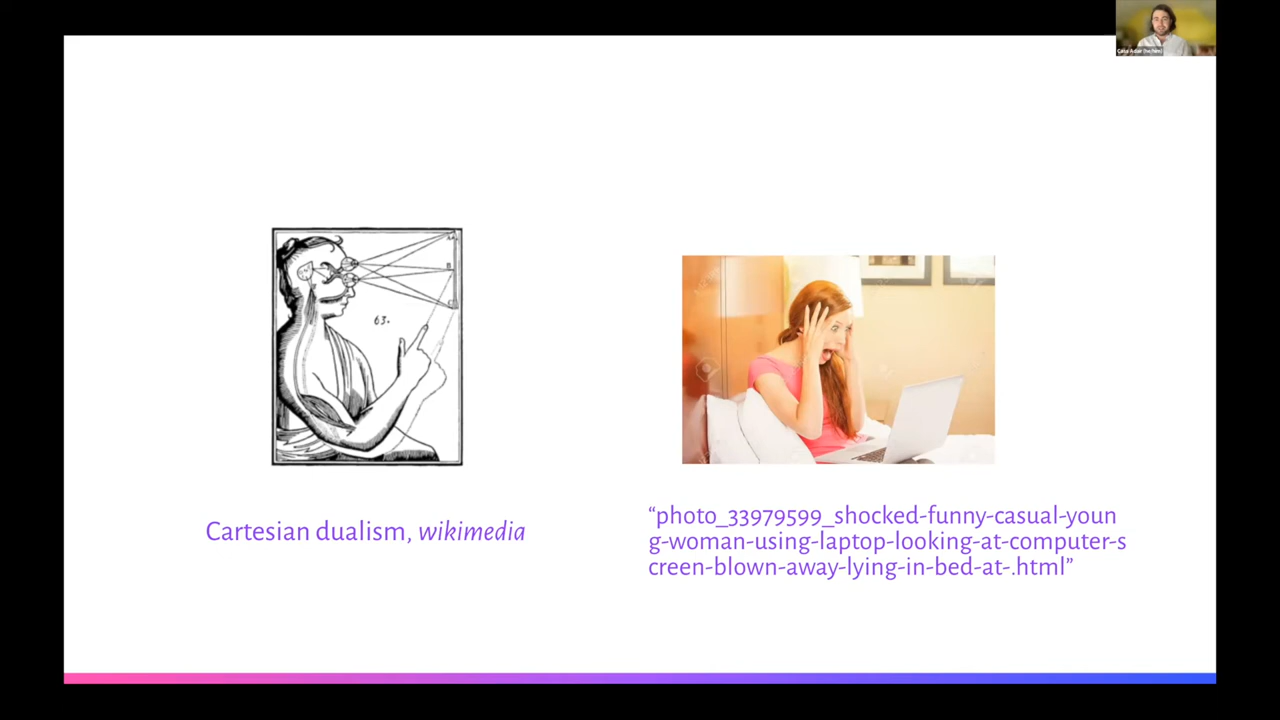 63.
Cartesian dualism, wikimedia
“photo_33979599_shocked-funny-casual-youn
g-woman-using-laptop-looking-at-computer-s
creen-blown-away-lying-in-bed-at-.html”